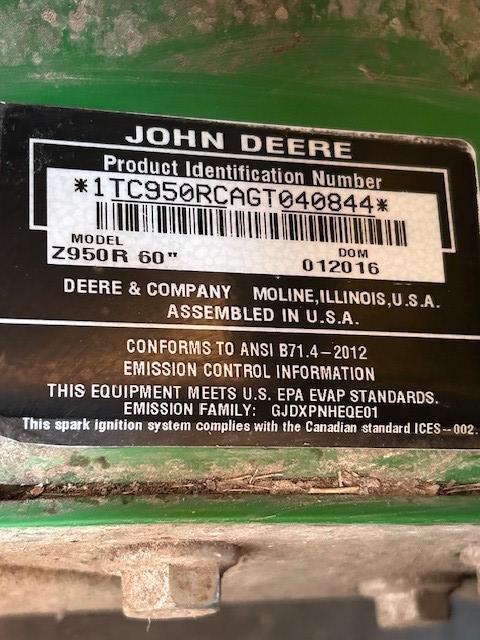 JOHN DEERE
Product Identification Number
*1TC950RCAGT040844*
MODEL DOM
Z950R 60" 012016
DEERE & COMPANY MOLINE, ILLINOIS, U.S.A.
ASSEMBLED IN U.S.A.
CONFORMS TO ANSI B71.4-2012
EMISSION CONTROL INFORMATION
THIS EQUIPMENT MEETS U.S. EPA EVAP STANDARDS.
EMISSION FAMILY: GJDXPNHEQE01
This spark ignition system complies with the Canadian standard ICES--002.